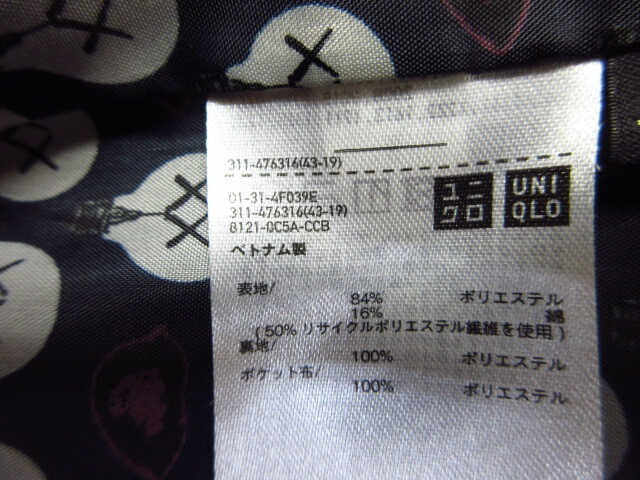 311-476316(43-19)
01-31-4F039E
311-476316(43-19)
8121-0C5A-CCB
ユニ
クロ
UNI
QLO
ベトナム製
表地/
84% ポリエステル
16% 綿
(50% リサイクルポリエステル繊維を使用)
裏地/
100% ポリエステル
ポケット布/
100% ポリエステル